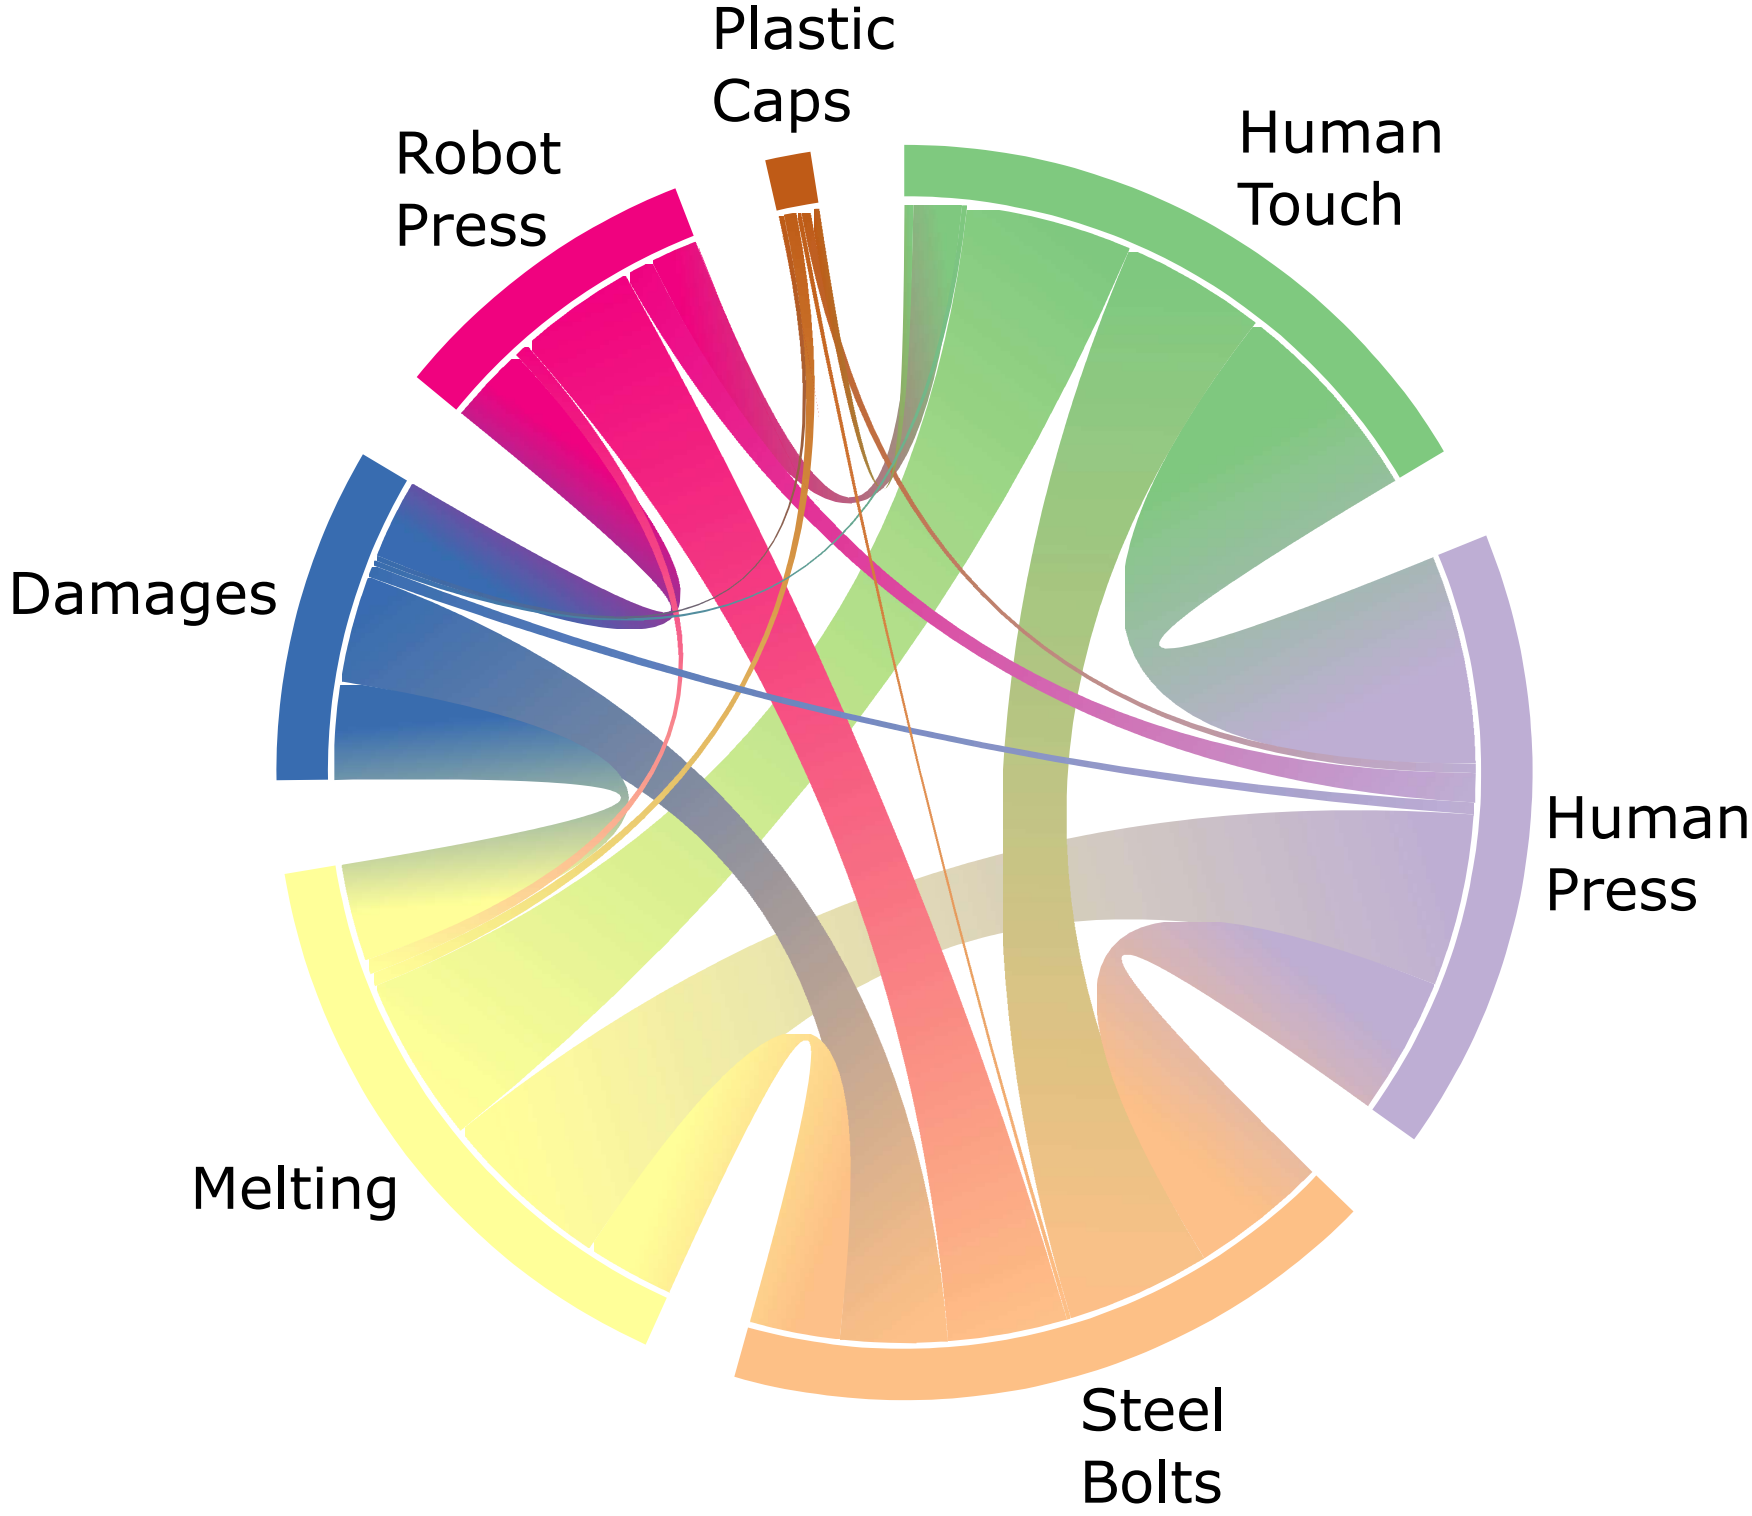 Plastic
Caps
Human
Touch
Robot
Press
Damages
Human
Press
Melting
Steel
Bolts